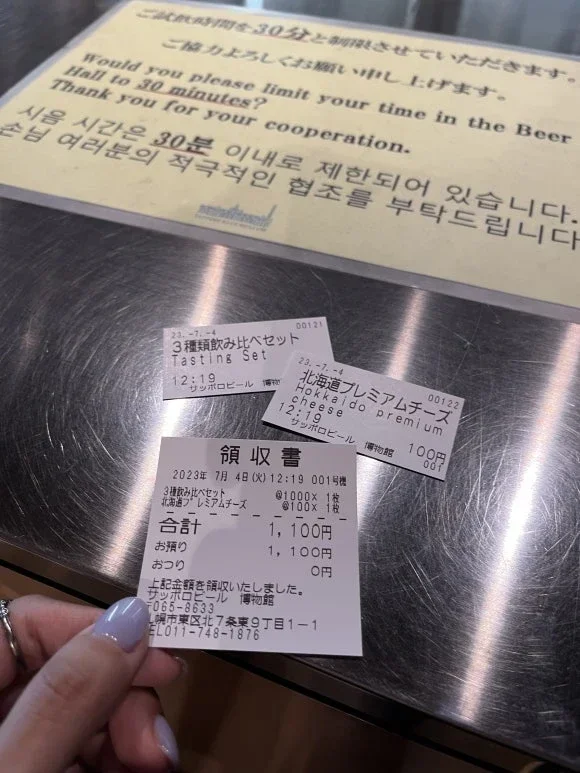 ご試飲時間を30分と制限させていただきます。
ご協力よろしくお願い申し上げます。
Would you please limit your time in the Beer
Hall to 30 minutes?
Thank you for your cooperation.
시음 시간은 30분 이내로 제한되어 있습니다.
손님 여러분의 적극적인 협조를 부탁드립니다
23.-7.-4 00121
3種類飲み比べセット
Tasting Set
12:19
サッポロビール 博物
23.-7.-4 00122
北海道プレミアムチーズ
Hokkaido premium
cheese
12:19 100円
サッポロビール 博物館 001
領収書
2023年 7月 4日(火)12:19 001号機
3種飲み比べセット @1000× 1枚
北海道プレミアムチーズ @100× 1枚
合計 1,100円
お預り 1,100円
おつり 0円
上記金額を領収いたしました。
サッポロビール 博物館
〒065-8633
札幌市東区北7条東9丁目1-1
TEL011-748-1876